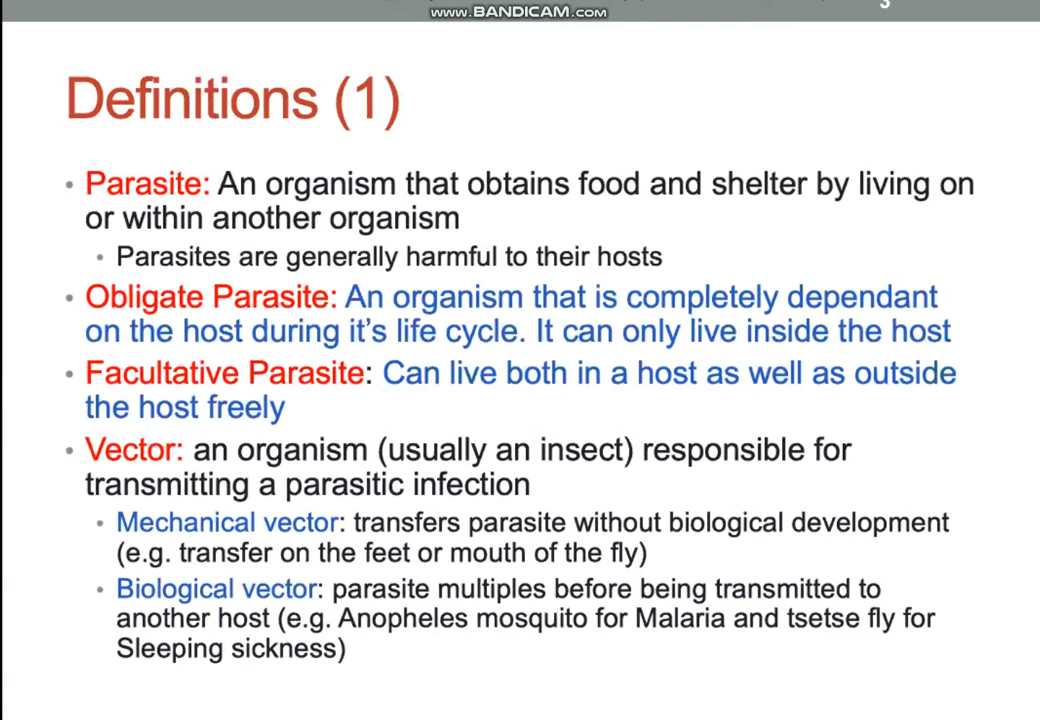 www.BANDICAM.com
3
Definitions (1)
• Parasite: An organism that obtains food and shelter by living on
or within another organism
• Parasites are generally harmful to their hosts
• Obligate Parasite: An organism that is completely dependant
on the host during it's life cycle. It can only live inside the host
• Facultative Parasite: Can live both in a host as well as outside
the host freely
• Vector: an organism (usually an insect) responsible for
transmitting a parasitic infection
• Mechanical vector: transfers parasite without biological development
(e.g. transfer on the feet or mouth of the fly)
• Biological vector: parasite multiples before being transmitted to
another host (e.g. Anopheles mosquito for Malaria and tsetse fly for
Sleeping sickness)